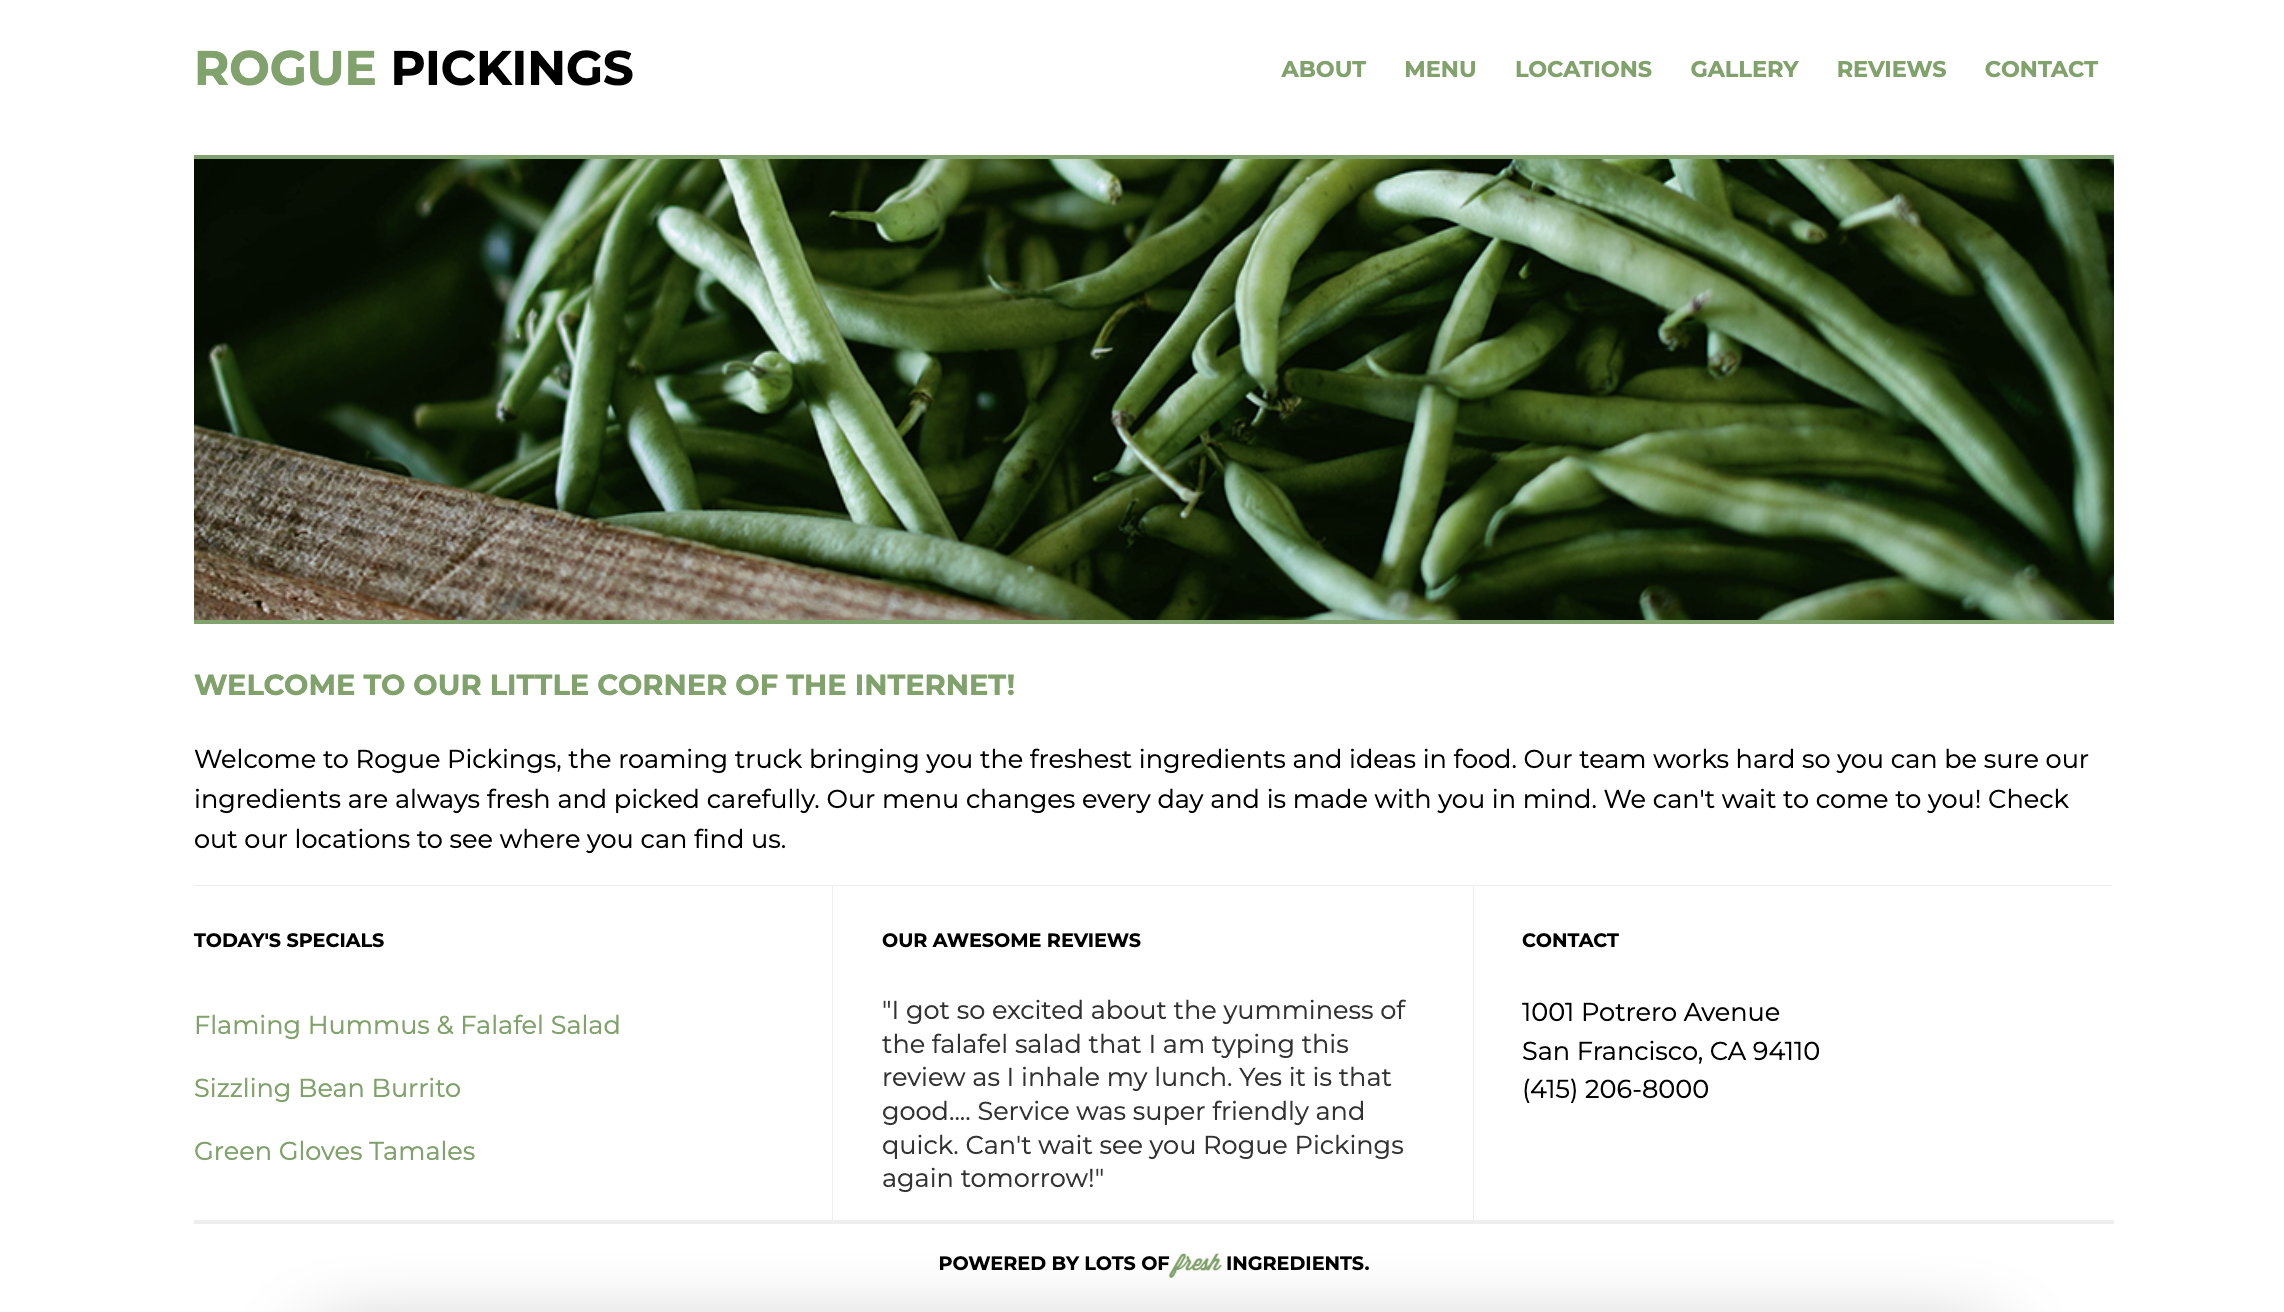 ROGUE PICKINGS
ABOUT MENU LOCATIONS GALLERY REVIEWS CONTACT
WELCOME TO OUR LITTLE CORNER OF THE INTERNET!
Welcome to Rogue Pickings, the roaming truck bringing you the freshest ingredients and ideas in food. Our team works hard so you can be sure our
ingredients are always fresh and picked carefully. Our menu changes every day and is made with you in mind. We can't wait to come to you! Check
out our locations to see where you can find us.
TODAY'S SPECIALS
Flaming Hummus & Falafel Salad
Sizzling Bean Burrito
Green Gloves Tamales
OUR AWESOME REVIEWS
"I got so excited about the yumminess of
the falafel salad that I am typing this
review as I inhale my lunch. Yes it is that
good.... Service was super friendly and
quick. Can't wait see you Rogue Pickings
again tomorrow!"
CONTACT
1001 Potrero Avenue
San Francisco, CA 94110
(415) 206-8000
POWERED BY LOTS OF fresh INGREDIENTS.